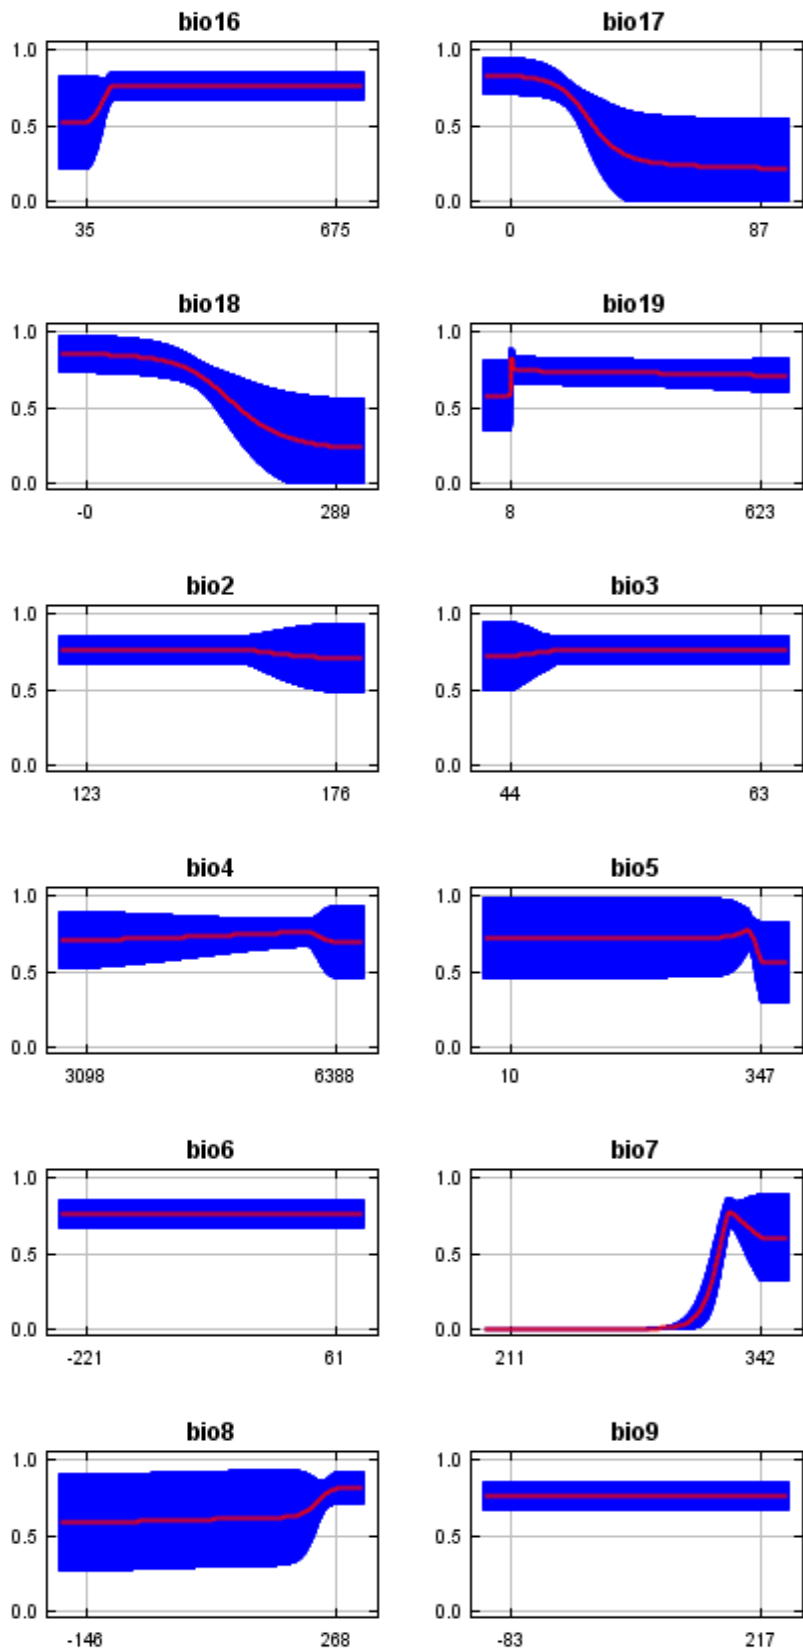 bio16 bio17
1.0 1.0
0.5 0.5
0.0 0.0
35 675 0 87
bio18 bio19
1.0 1.0
0.5 0.5
0.0 0.0
-0 289 8 623
bio2 bio3
1.0 1.0
0.5 0.5
0.0 0.0
123 176 44 63
bio4 bio5
1.0 1.0
0.5 0.5
0.0 0.0
3098 6388 10 347
bio6 bio7
1.0 1.0
0.5 0.5
0.0 0.0
-221 61 211 342
bio8 bio9
1.0 1.0
0.5 0.5
0.0 0.0
-146 268 -83 217